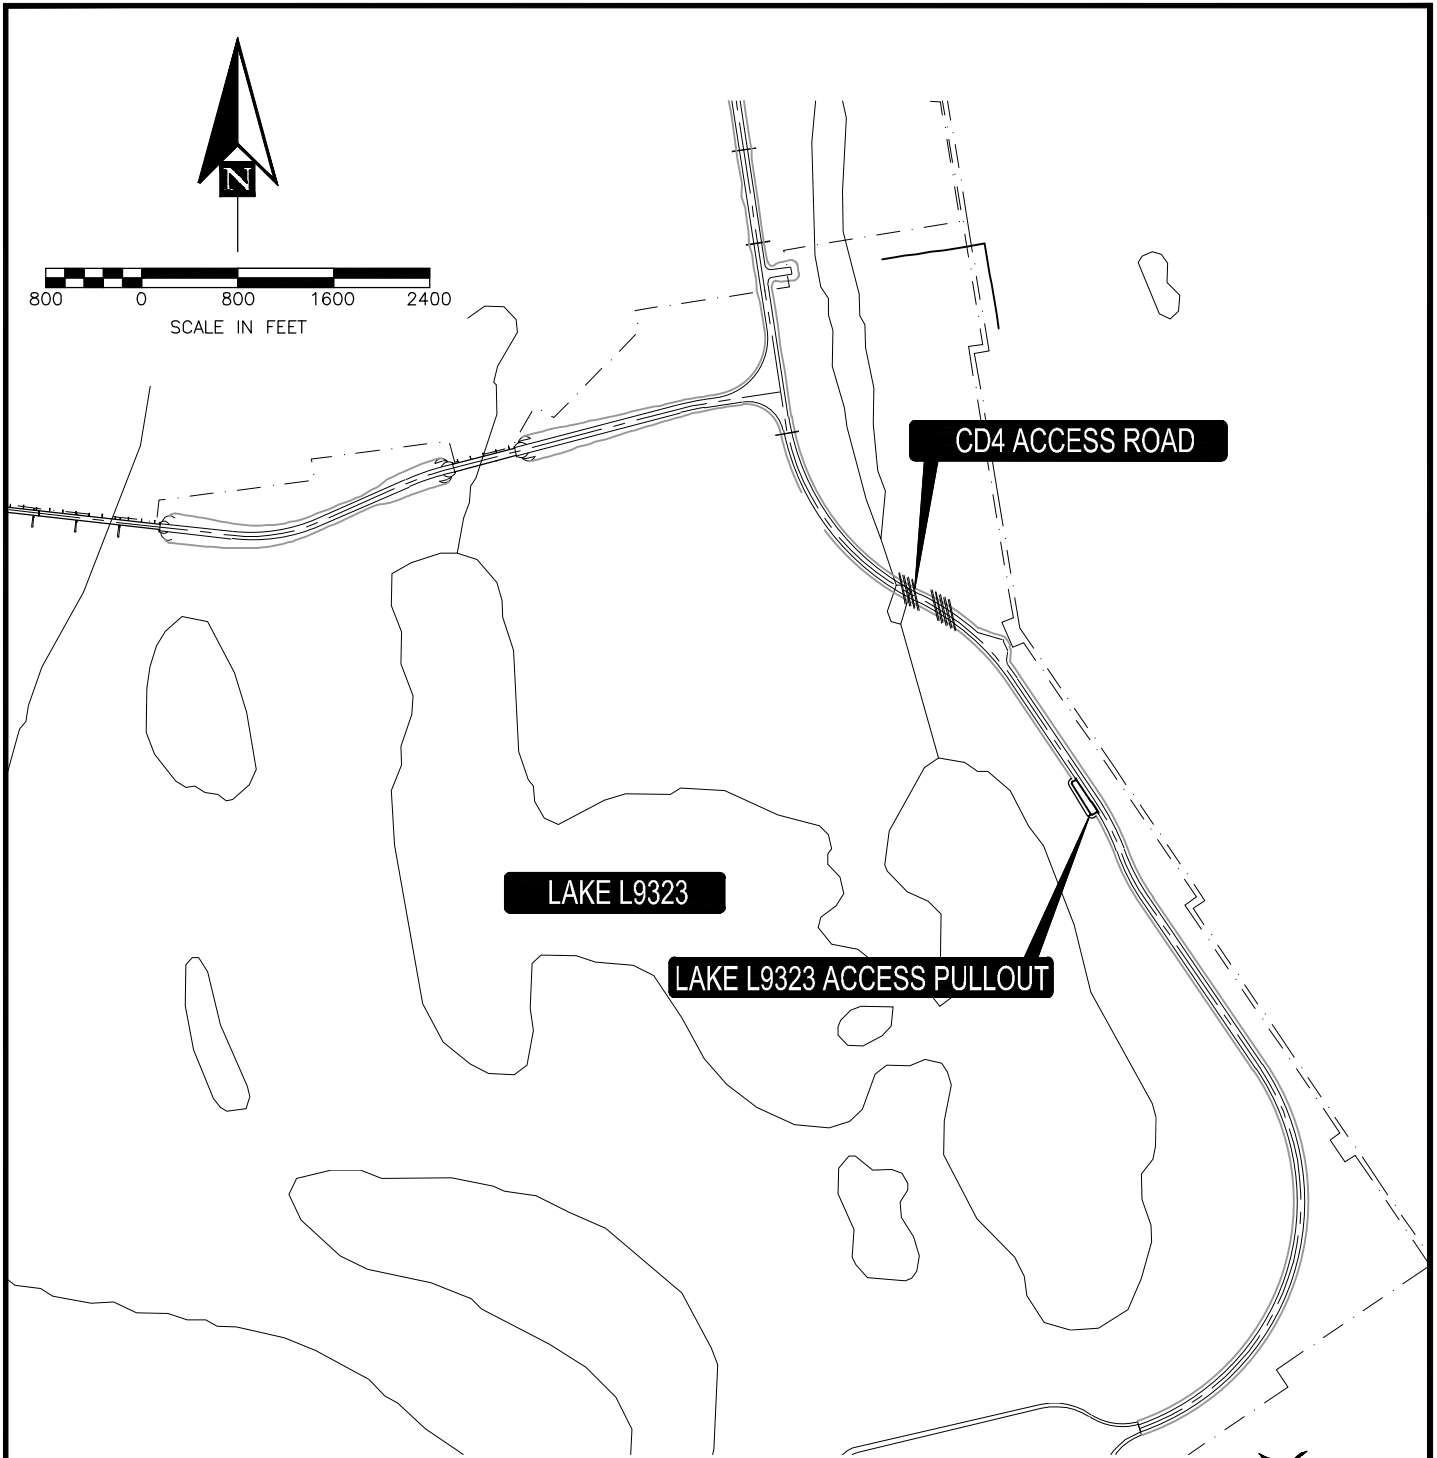 N
800 0 800 1600 2400
SCALE IN FEET
CD4 ACCESS ROAD
LAKE L9323
LAKE L9323 ACCESS PULLOUT